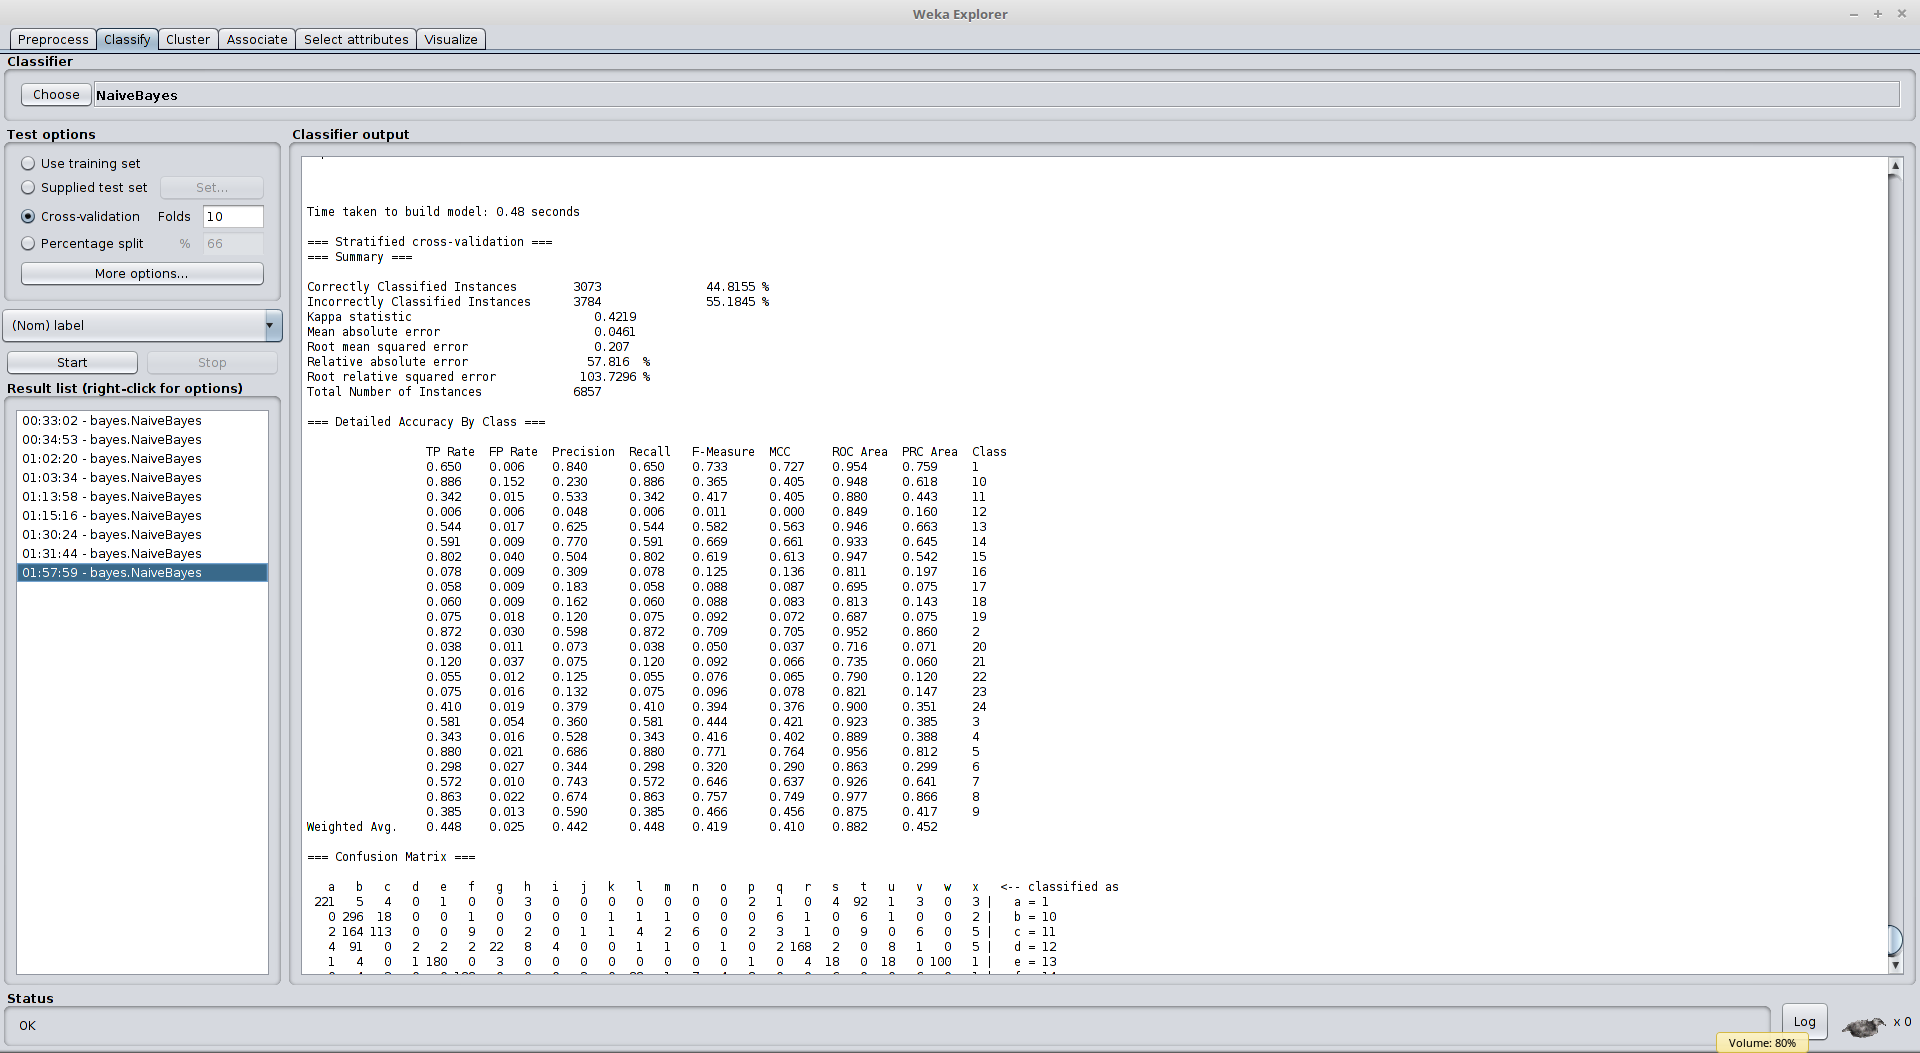 Weka Explorer
Preprocess Classify Cluster Associate Select attributes Visualize
Classifier
Choose NaiveBayes
Test options
Use training set
Supplied test set Set...
Cross-validation Folds 10
Percentage split % 66
More options...
(Nom) label
Start Stop
Result list (right-click for options)
00:33:02 - bayes.NaiveBayes
00:34:53 - bayes.NaiveBayes
01:02:20 - bayes.NaiveBayes
01:03:34 - bayes.NaiveBayes
01:13:58 - bayes.NaiveBayes
01:15:16 - bayes.NaiveBayes
01:30:24 - bayes.NaiveBayes
01:31:44 - bayes.NaiveBayes
01:57:59 - bayes.NaiveBayes
Classifier output
Time taken to build model: 0.48 seconds
=== Stratified cross-validation ===
=== Summary ===
Correctly Classified Instances 3073 44.8155 %
Incorrectly Classified Instances 3784 55.1845 %
Kappa statistic 0.4219
Mean absolute error 0.0461
Root mean squared error 0.207
Relative absolute error 57.816 %
Root relative squared error 103.7296 %
Total Number of Instances 6857
=== Detailed Accuracy By Class ===
TP Rate FP Rate Precision Recall F-Measure MCC ROC Area PRC Area Class
0.650 0.006 0.840 0.650 0.733 0.727 0.954 0.759 1
0.886 0.152 0.230 0.886 0.365 0.405 0.948 0.618 10
0.342 0.015 0.533 0.342 0.417 0.405 0.880 0.443 11
0.006 0.006 0.048 0.006 0.011 0.000 0.849 0.160 12
0.544 0.017 0.625 0.544 0.582 0.563 0.946 0.663 13
0.591 0.009 0.770 0.591 0.669 0.661 0.933 0.645 14
0.802 0.040 0.504 0.802 0.619 0.613 0.947 0.542 15
0.078 0.009 0.309 0.078 0.125 0.136 0.811 0.197 16
0.058 0.009 0.183 0.058 0.088 0.087 0.695 0.075 17
0.060 0.009 0.162 0.060 0.088 0.083 0.813 0.143 18
0.075 0.018 0.120 0.075 0.092 0.072 0.687 0.075 19
0.872 0.030 0.598 0.872 0.709 0.705 0.952 0.860 2
0.038 0.011 0.073 0.038 0.050 0.037 0.716 0.071 20
0.120 0.037 0.075 0.120 0.092 0.066 0.735 0.060 21
0.055 0.012 0.125 0.055 0.076 0.065 0.790 0.120 22
0.075 0.016 0.132 0.075 0.096 0.078 0.821 0.147 23
0.410 0.019 0.379 0.410 0.394 0.376 0.900 0.351 24
0.581 0.054 0.360 0.581 0.444 0.421 0.923 0.385 3
0.343 0.016 0.528 0.343 0.416 0.402 0.889 0.388 4
0.880 0.021 0.686 0.880 0.771 0.764 0.956 0.812 5
0.298 0.027 0.344 0.298 0.320 0.290 0.863 0.299 6
0.572 0.010 0.743 0.572 0.646 0.637 0.926 0.641 7
0.863 0.022 0.674 0.863 0.757 0.749 0.977 0.866 8
0.385 0.013 0.590 0.385 0.466 0.456 0.875 0.417 9
Weighted Avg. 0.448 0.025 0.442 0.448 0.419 0.410 0.882 0.452
=== Confusion Matrix ===
a b c d e f g h i j k l m n o p q r s t u v w x <-- classified as
221 5 4 0 1 0 0 3 0 0 0 0 0 0 0 2 1 0 4 92 1 3 0 3 | a = 1
0 296 18 0 0 1 0 0 0 0 1 1 1 0 0 0 6 1 0 6 1 0 0 2 | b = 10
2 164 113 0 0 9 0 2 0 1 1 4 2 6 0 2 3 1 0 9 0 6 0 5 | c = 11
4 91 0 2 2 2 22 8 4 0 0 1 1 0 1 0 2 168 2 0 8 1 0 5 | d = 12
1 4 0 1 180 0 3 0 0 0 0 0 0 0 0 1 0 4 18 0 18 0 100 1 | e = 13
Status
OK
Log
x 0
Volume: 80%